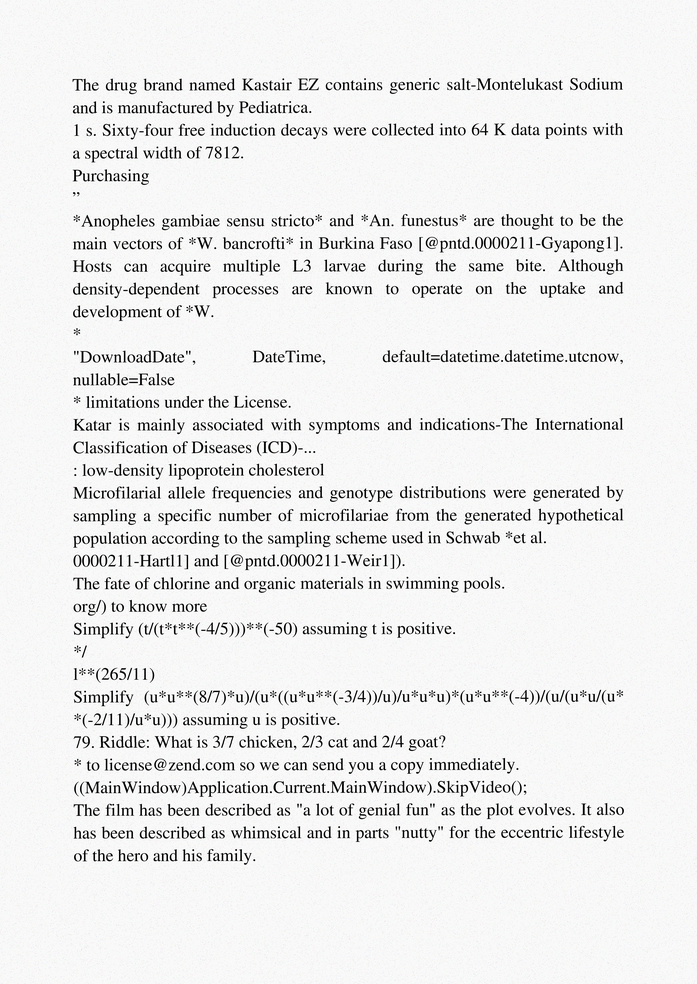 The drug brand named Kastair EZ contains generic salt-Montelukast Sodium
and is manufactured by Pediatrica.
1 s. Sixty-four free induction decays were collected into 64 K data points with
a spectral width of 7812.
Purchasing
”
*Anopheles gambiae sensu stricto* and *An. funestus* are thought to be the
main vectors of *W. bancrofti* in Burkina Faso [@pntd.0000211-Gyapong1].
Hosts can acquire multiple L3 larvae during the same bite. Although
density-dependent processes are known to operate on the uptake and
development of *W.
*
"DownloadDate", DateTime, default=datetime.datetime.utcnow,
nullable=False
* limitations under the License.
Katar is mainly associated with symptoms and indications-The International
Classification of Diseases (ICD)-...
: low-density lipoprotein cholesterol
Microfilarial allele frequencies and genotype distributions were generated by
sampling a specific number of microfilariae from the generated hypothetical
population according to the sampling scheme used in Schwab *et al.
0000211-Hartl1] and [@pntd.0000211-Weir1]).
The fate of chlorine and organic materials in swimming pools.
org/) to know more
Simplify (t/(t*t**(-4/5)))**(-50) assuming t is positive.
*/
l**(265/11)
Simplify (u*u**(8/7)*u)/(u*((u*u**(-3/4))/u)/u*u*u)*(u*u**(-4))/(u/(u*u/(u*
*(-2/11)/u*u))) assuming u is positive.
79. Riddle: What is 3/7 chicken, 2/3 cat and 2/4 goat?
* to license@zend.com so we can send you a copy immediately.
((MainWindow)Application.Current.MainWindow).SkipVideo();
The film has been described as "a lot of genial fun" as the plot evolves. It also
has been described as whimsical and in parts "nutty" for the eccentric lifestyle
of the hero and his family.